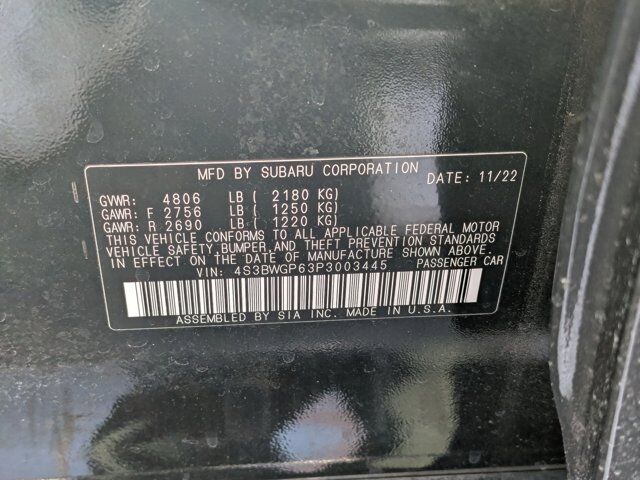 MFD BY SUBARU CORPORATION DATE: 11/22
GVWR: 4806 LB ( 2180 KG)
GAWR: F 2756 LB ( 1250 KG)
GAWR: R 2690 LB ( 1220 KG)
THIS VEHICLE CONFORMS TO ALL APPLICABLE FEDERAL MOTOR
VEHICLE SAFETY, BUMPER, AND THEFT PREVENTION STANDARDS
IN EFFECT ON THE DATE OF MANUFACTURE SHOWN ABOVE.
VIN: 4S3BWGP63P3003445 PASSENGER CAR
ASSEMBLED BY SIA INC. MADE IN U.S.A.